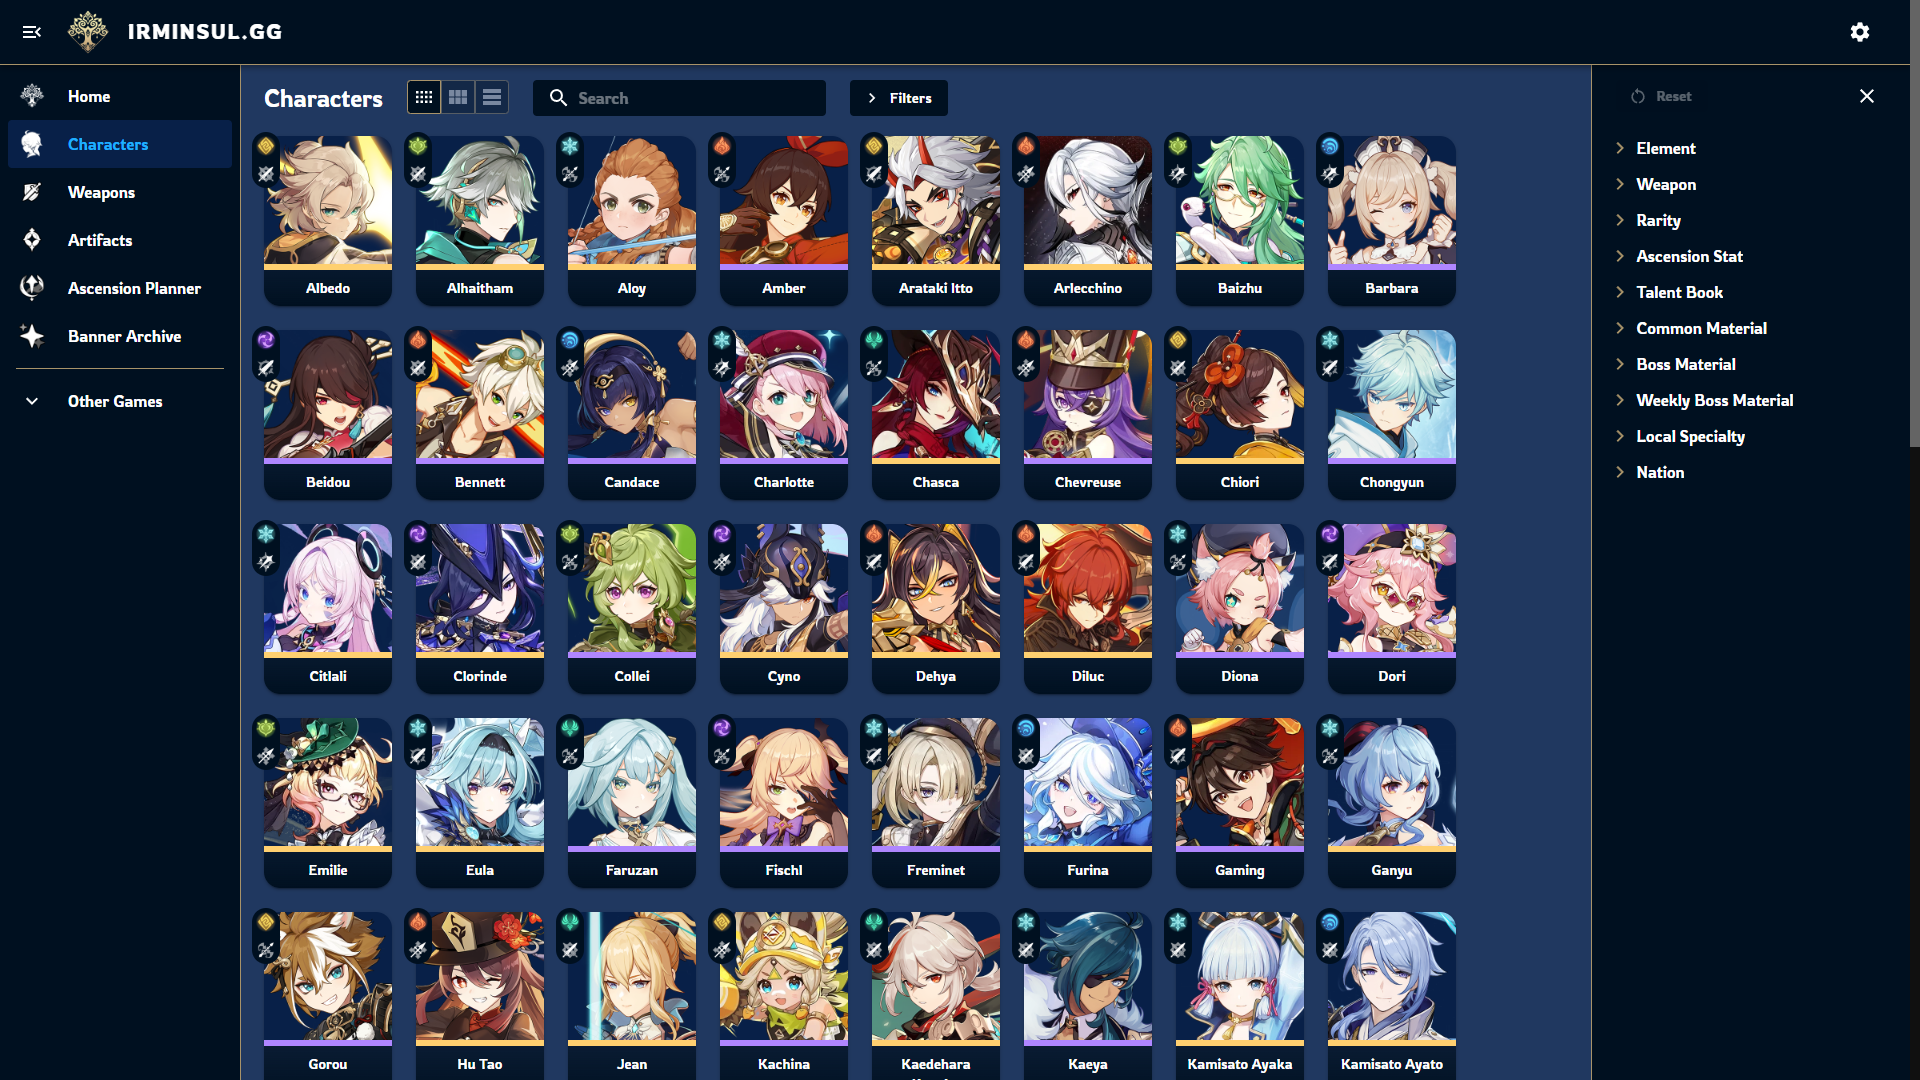 IRMINSUL.GG
Home
Characters
Weapons
Artifacts
Ascension Planner
Banner Archive
Other Games
Characters
Search
Filters
Albedo
Alhaitham
Aloy
Amber
Arataki Itto
Arlecchino
Baizhu
Barbara
Beidou
Bennett
Candace
Charlotte
Chasca
Chevreuse
Chiori
Chongyun
Citlali
Clorinde
Collei
Cyno
Dehya
Diluc
Diona
Dori
Emilie
Eula
Faruzan
Fischl
Freminet
Furina
Gaming
Ganyu
Gorou
Hu Tao
Jean
Kachina
Kaedehara
Kaeya
Kamisato Ayaka
Kamisato Ayato
Reset
Element
Weapon
Rarity
Ascension Stat
Talent Book
Common Material
Boss Material
Weekly Boss Material
Local Specialty
Nation